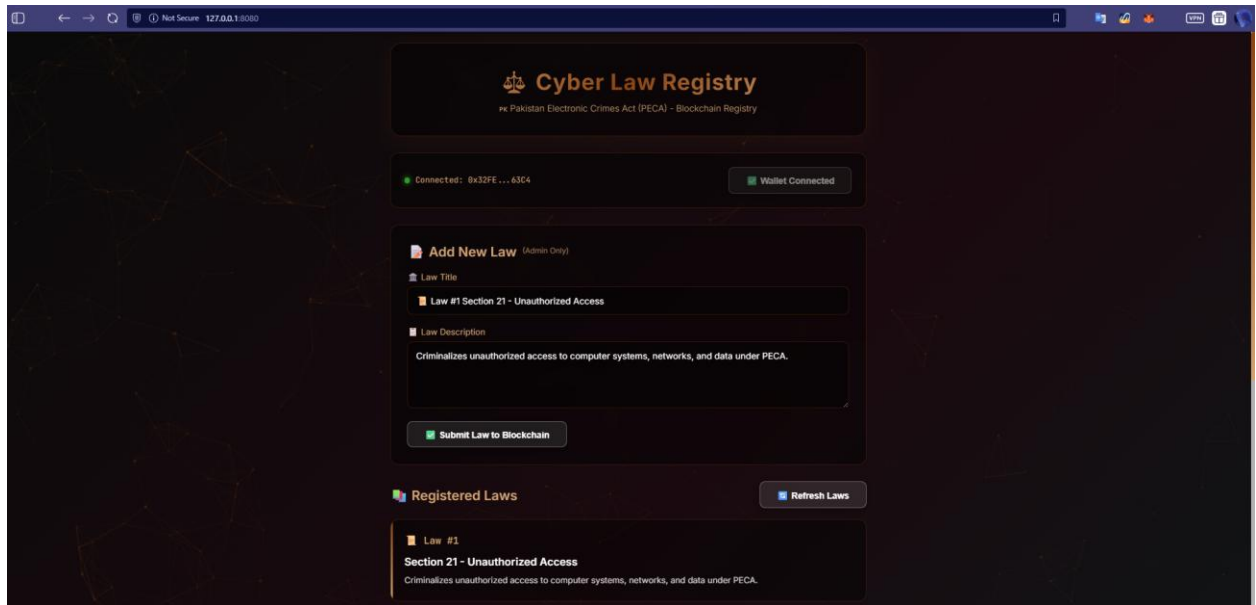 Not Secure 127.0.0.1:8080
VPN
Cyber Law Registry
PK Pakistan Electronic Crimes Act (PECA) - Blockchain Registry
Connected: 0x32FE...63C4
Wallet Connected
Add New Law (Admin Only)
Law Title
Law #1 Section 21 - Unauthorized Access
Law Description
Criminalizes unauthorized access to computer systems, networks, and data under PECA.
Submit Law to Blockchain
Registered Laws
Refresh Laws
Law #1
Section 21 - Unauthorized Access
Criminalizes unauthorized access to computer systems, networks, and data under PECA.